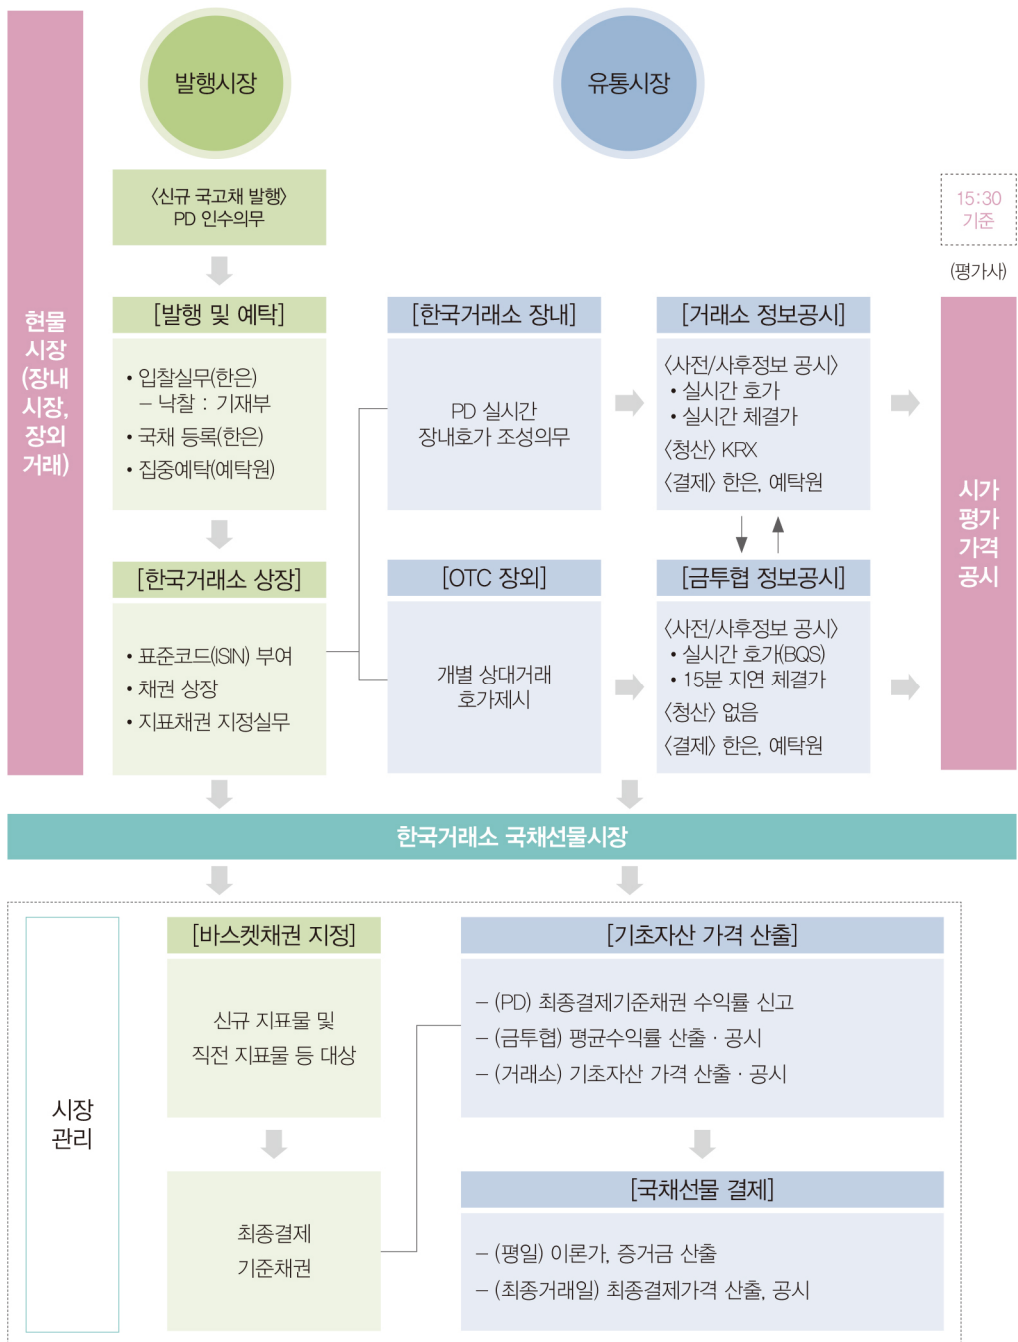 발행시장
유통시장
〈신규 국고채 발행〉
PD 인수의무
15:30
기준
(평가사)
현물
시장
(장내
시장,
장외
거래)
[발행 및 예탁]
• 입찰실무(한은)
– 낙찰 : 기재부
• 국채 등록(한은)
• 집중예탁(예탁원)
[한국거래소 장내]
PD 실시간
장내호가 조성의무
[거래소 정보공시]
〈사전/사후정보 공시〉
• 실시간 호가
• 실시간 체결가
〈청산〉 KRX
〈결제〉 한은, 예탁원
시가
평가
가격
공시
[한국거래소 상장]
• 표준코드(ISIN) 부여
• 채권 상장
• 지표채권 지정실무
[OTC 장외]
개별 상대거래
호가제시
[금투협 정보공시]
〈사전/사후정보 공시〉
• 실시간 호가(BQS)
• 15분 지연 체결가
〈청산〉 없음
〈결제〉 한은, 예탁원
한국거래소 국채선물시장
시장
관리
[바스켓채권 지정]
신규 지표물 및
직전 지표물 등 대상
최종결제
기준채권
[기초자산 가격 산출]
– (PD) 최종결제기준채권 수익률 신고
– (금투협) 평균수익률 산출 · 공시
– (거래소) 기초자산 가격 산출 · 공시
[국채선물 결제]
– (평일) 이론가, 증거금 산출
– (최종거래일) 최종결제가격 산출, 공시